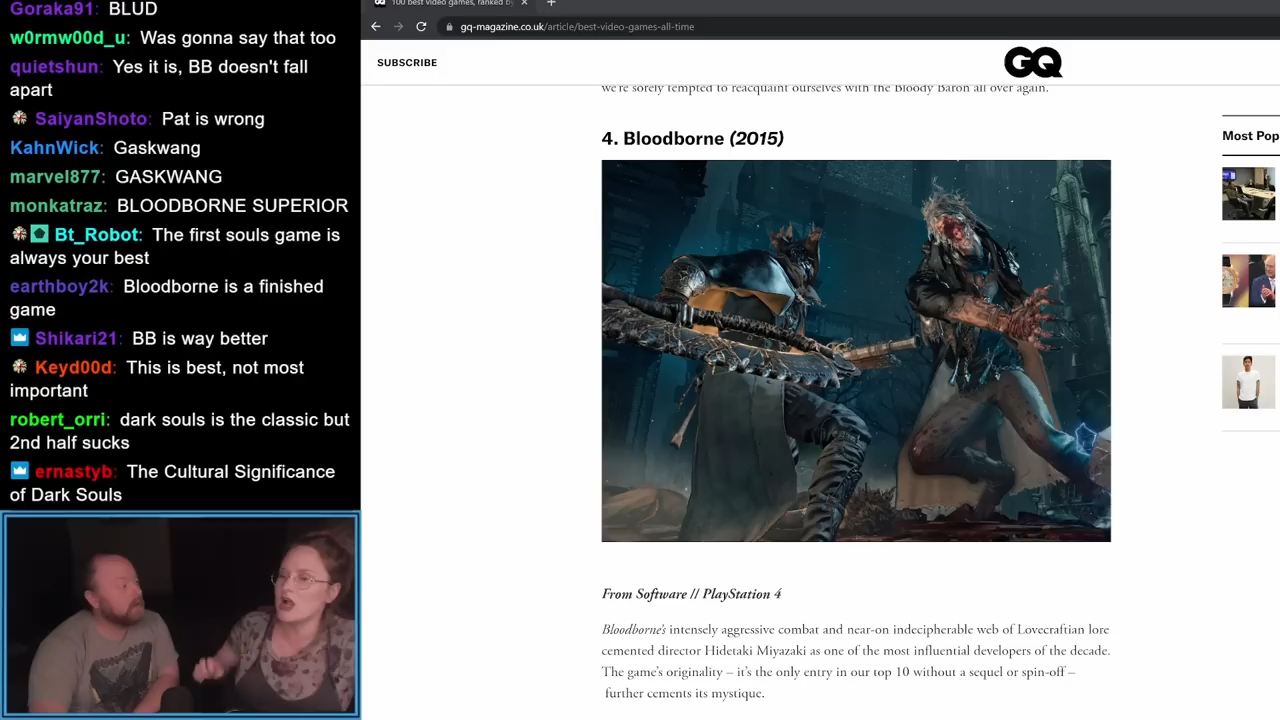 Goraka91: BLUD
w0rmw00d_u: Was gonna say that too
quietshun: Yes it is, BB doesn't fall
apart
SaiyanShoto: Pat is wrong
KahnWick: Gaskwang
marvel877: GASKWANG
monkatraz: BLOODBORNE SUPERIOR
Bt_Robot: The first souls game is
always your best
earthboy2k: Bloodborne is a finished
game
Shikari21: BB is way better
Keyd00d: This is best, not most
important
robert_orri: dark souls is the classic but
2nd half sucks
ernastyb: The Cultural Significance
of Dark Souls
100 best video games, ranked by
gq-magazine.co.uk/article/best-video-games-all-time
SUBSCRIBE
GQ
we're sorely tempted to reacquaint ourselves with the Bloody Baron all over again.
4. Bloodborne (2015)
From Software // PlayStation 4
Bloodborne's intensely aggressive combat and near-on indecipherable web of Lovecraftian lore
cemented director Hidetaki Miyazaki as one of the most influential developers of the decade.
The game's originality – it's the only entry in our top 10 without a sequel or spin-off –
further cements its mystique.
Most Pop